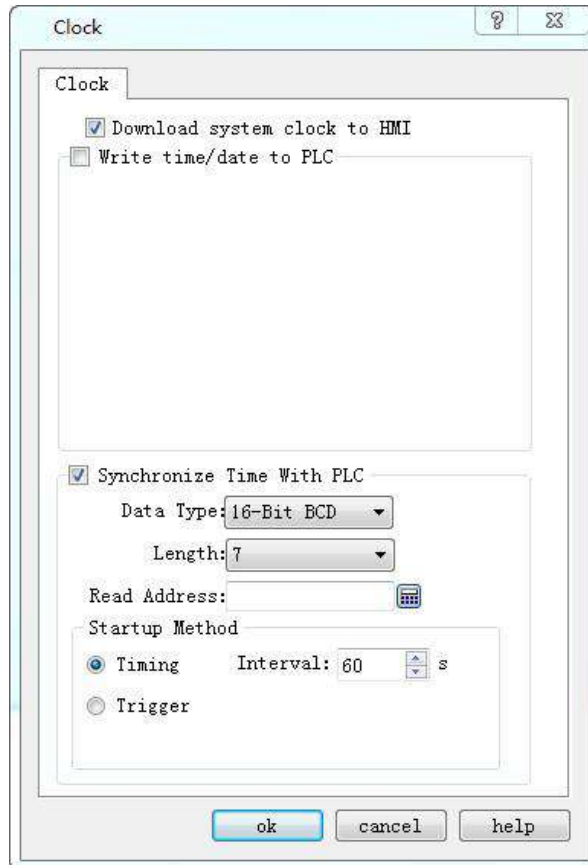 Clock
Clock
Download system clock to HMI
Write time/date to PLC
Synchronize Time With PLC
Data Type: 16-Bit BCD
Length: 7
Read Address:
Startup Method
Timing Interval: 60 s
Trigger
ok cancel help